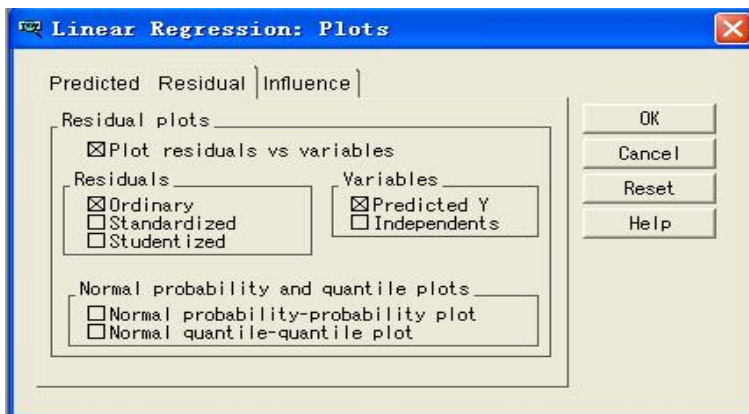 Linear Regression: Plots
Predicted Residual Influence
Residual plots
Plot residuals vs variables
Residuals
Ordinary
Standardized
Studentized
Variables
Predicted Y
Independents
Normal probability and quantile plots
Normal probability-probability plot
Normal quantile-quantile plot
OK
Cancel
Reset
Help